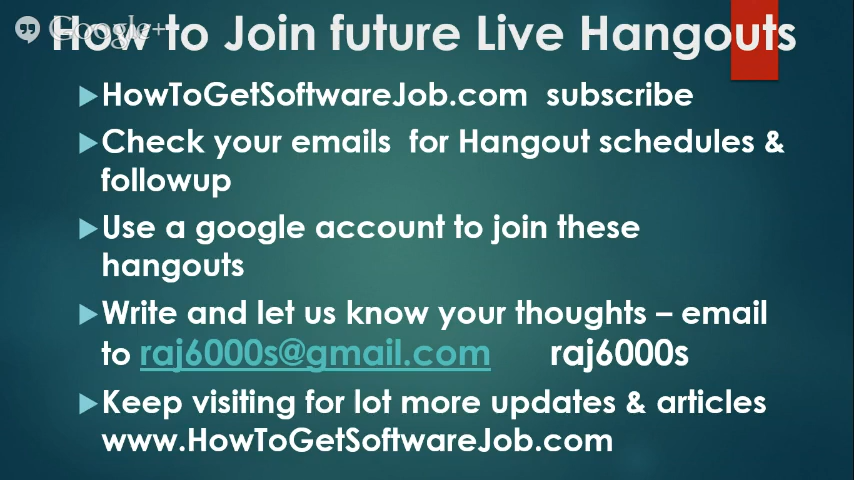 Google+
How to Join future Live Hangouts
HowToGetSoftwareJob.com subscribe
Check your emails for Hangout schedules &
followup
Use a google account to join these
hangouts
Write and let us know your thoughts – email
to raj6000s@gmail.com raj6000s
Keep visiting for lot more updates & articles
www.HowToGetSoftwareJob.com